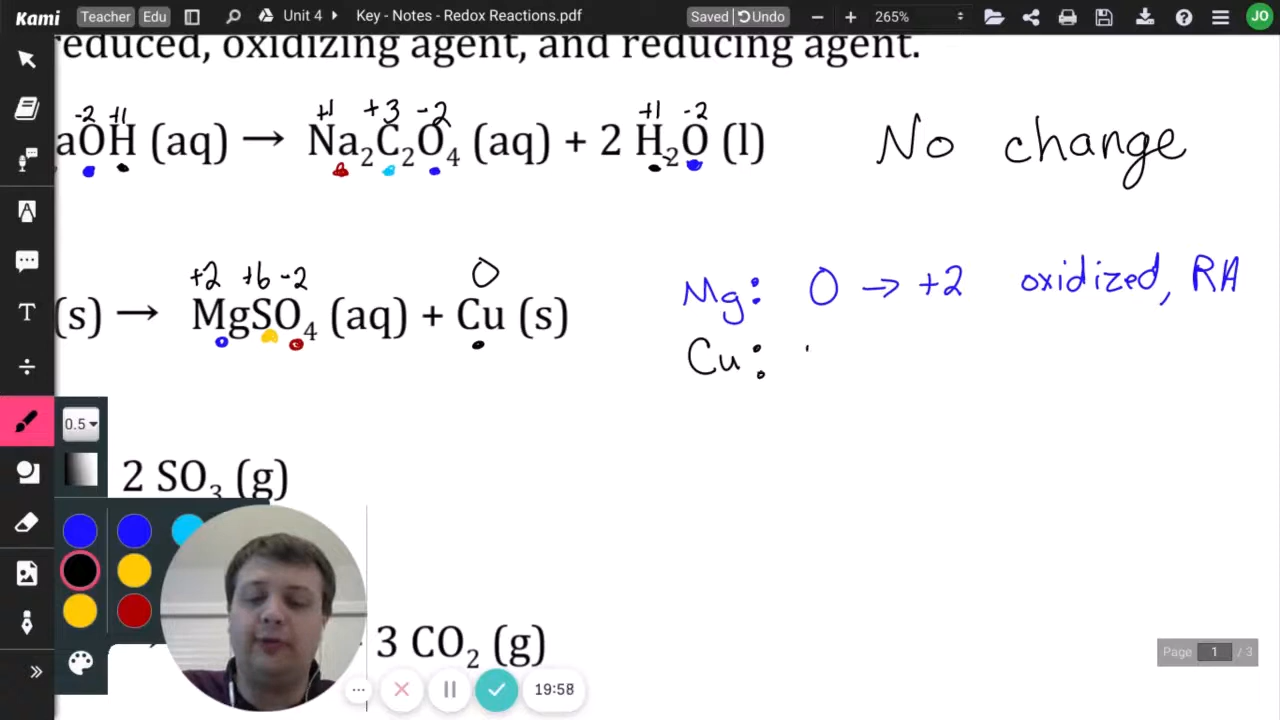 Kami Teacher Edu Unit 4 Key - Notes - Redox Reactions.pdf Saved Undo 265% JO
educed, oxidizing agent, and reducing agent.
-2 +1 +1 +3 -2 +1 -2
aOH (aq) → Na₂C₂O₄ (aq) + 2 H₂O (l) No change
+2 +6 -2 0
(s) → MgSO₄ (aq) + Cu (s)
Mg: 0 → +2 oxidized, RA
Cu:
0.5
2 SO₃ (g)
3 CO₂ (g)
Page 1 / 3
19:58